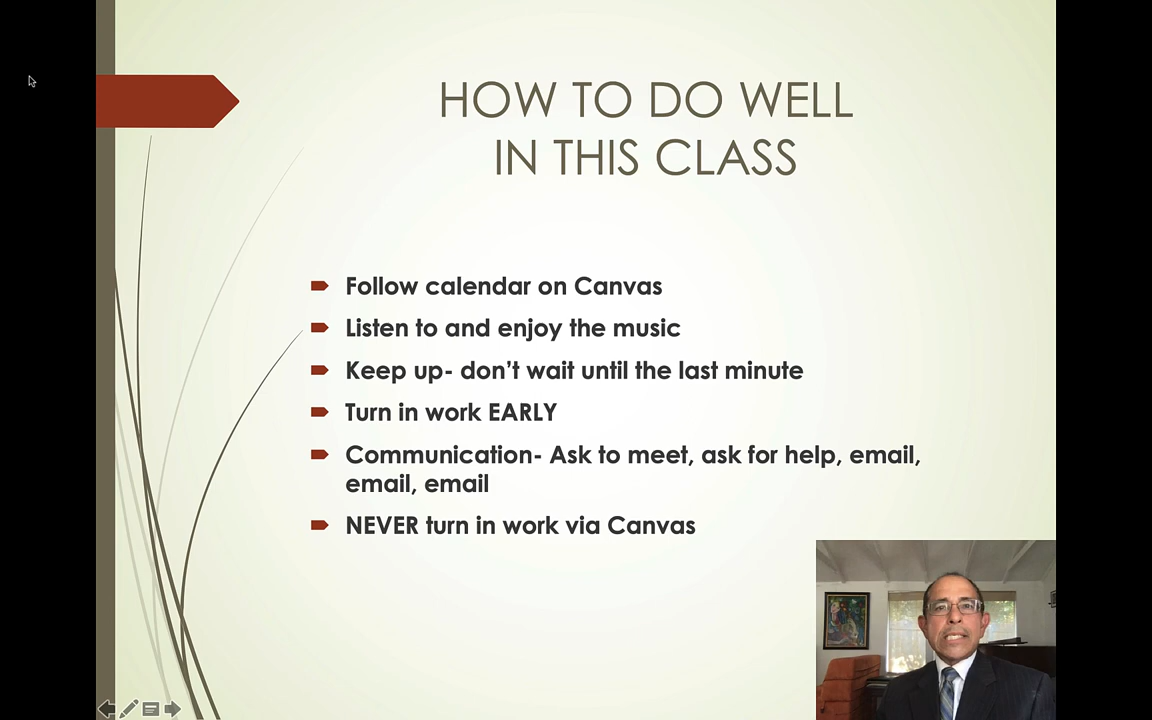 HOW TO DO WELL
IN THIS CLASS
Follow calendar on Canvas
Listen to and enjoy the music
Keep up- don’t wait until the last minute
Turn in work EARLY
Communication- Ask to meet, ask for help, email,
email, email
NEVER turn in work via Canvas